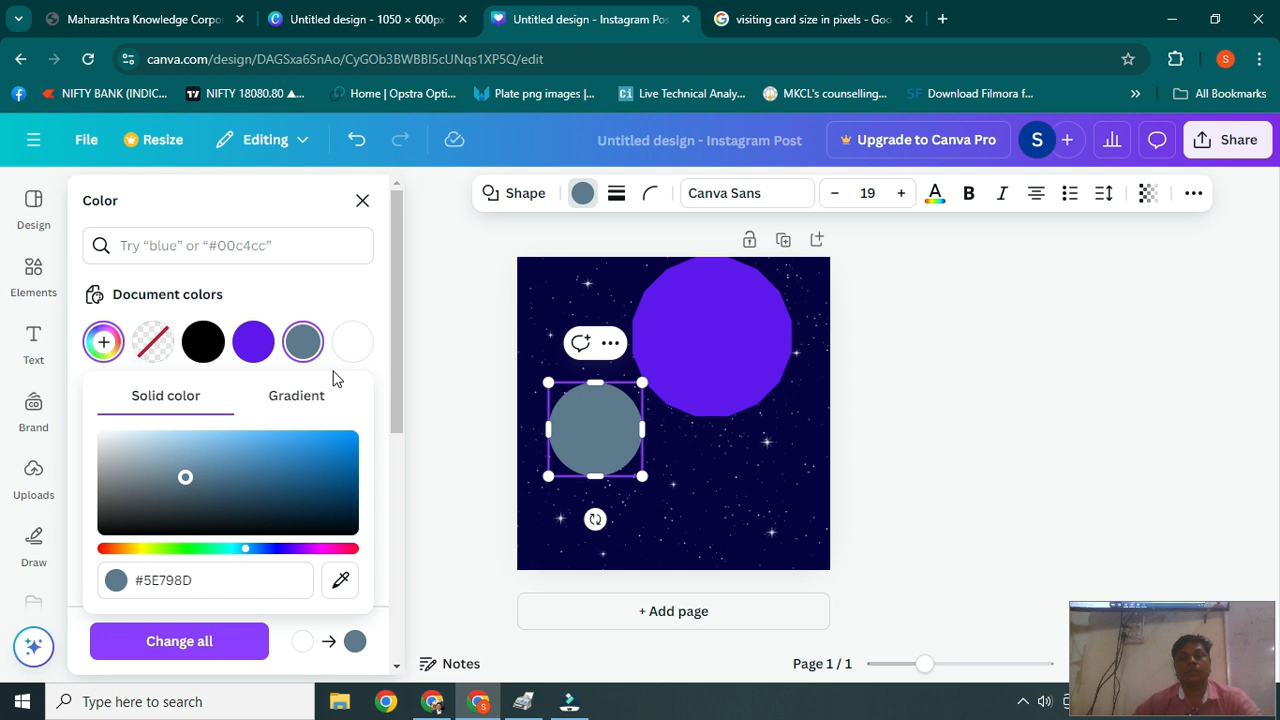 Maharashtra Knowledge Corpor
Untitled design - 1050 × 600px
Untitled design - Instagram Pos
visiting card size in pixels - Goo
canva.com/design/DAGSxa6SnAo/CyGOb3BWBBI5cUNqs1XP5Q/edit
S
NIFTY BANK (INDIC...
NIFTY 18080.80 ▲...
Home | Opstra Opti...
Plate png images |...
Live Technical Analy...
MKCL's counselling...
SF Download Filmora f...
All Bookmarks
File
Resize
Editing
Untitled design - Instagram Post
Upgrade to Canva Pro
S
Share
Design
Elements
Text
Brand
Uploads
Draw
Color
Try "blue" or "#00c4cc"
Document colors
Solid color
Gradient
#5E798D
Change all
Shape
Canva Sans
– 19 +
A
B
I
+ Add page
Notes
Page 1 / 1
Type here to search